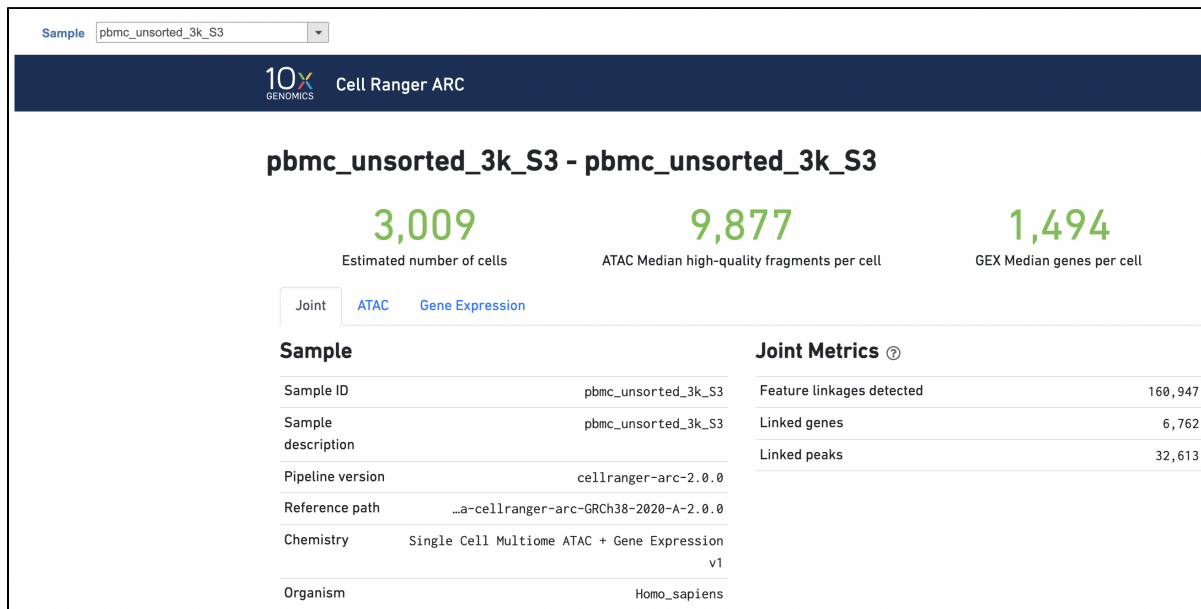 Sample pbmc_unsorted_3k_S3
10x GENOMICS Cell Ranger ARC
pbmc_unsorted_3k_S3 - pbmc_unsorted_3k_S3
3,009 9,877 1,494
Estimated number of cells ATAC Median high-quality fragments per cell GEX Median genes per cell
Joint ATAC Gene Expression
Sample
Sample ID pbmc_unsorted_3k_S3
Sample description pbmc_unsorted_3k_S3
Pipeline version cellranger-arc-2.0.0
Reference path …a-cellranger-arc-GRCh38-2020-A-2.0.0
Chemistry Single Cell Multiome ATAC + Gene Expression v1
Organism Homo_sapiens
Joint Metrics ?
Feature linkages detected 160,947
Linked genes 6,762
Linked peaks 32,613